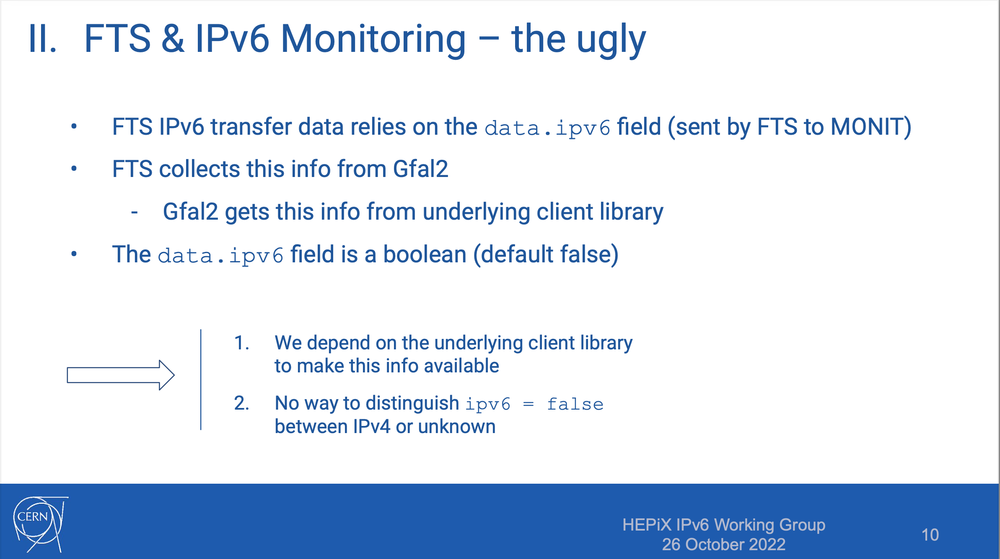 II. FTS & IPv6 Monitoring – the ugly
• FTS IPv6 transfer data relies on the data.ipv6 field (sent by FTS to MONIT)
• FTS collects this info from Gfal2
- Gfal2 gets this info from underlying client library
• The data.ipv6 field is a boolean (default false)
1. We depend on the underlying client library
to make this info available
2. No way to distinguish ipv6 = false
between IPv4 or unknown
CERN
HEPiX IPv6 Working Group
26 October 2022
10